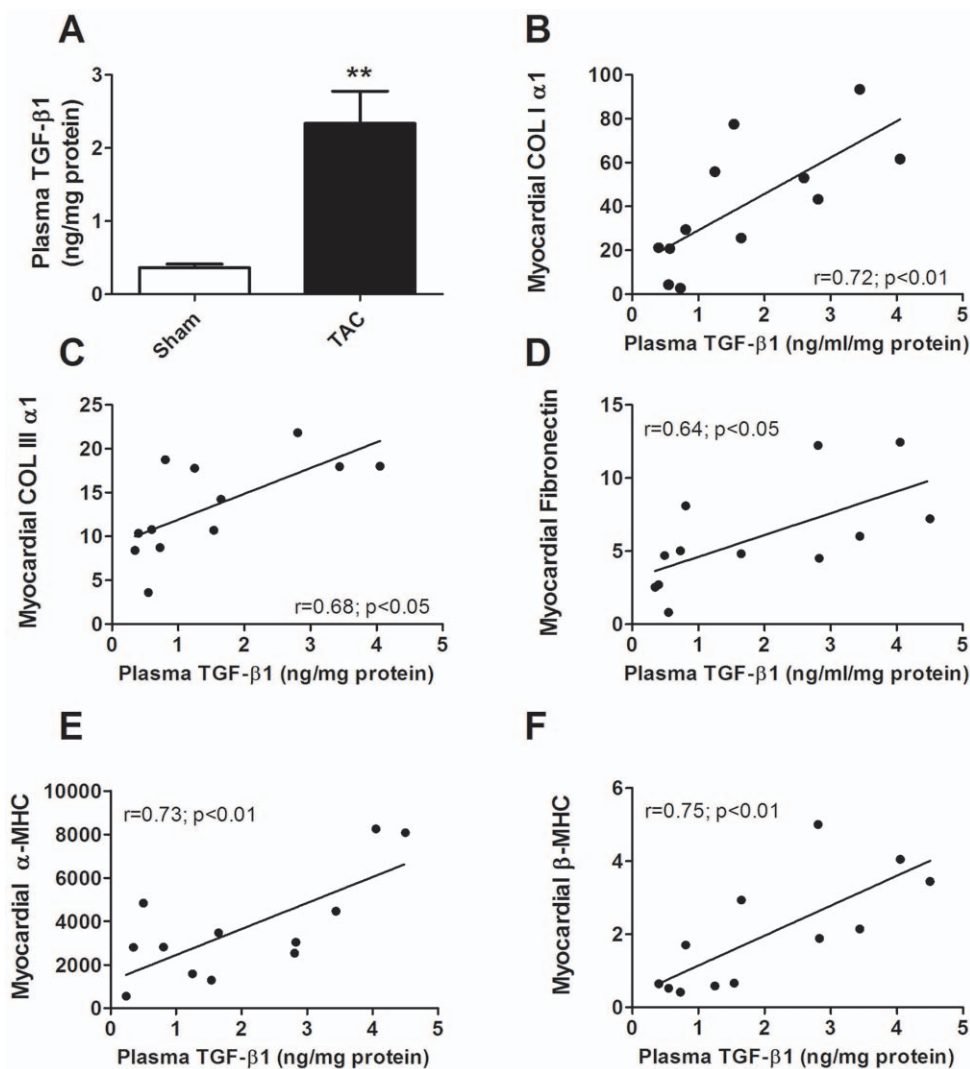 A
Plasma TGF-β1
(ng/mg protein)
3
2
1
0
**
Sham
TAC
B
Myocardial COL I α1
100
80
60
40
20
0
r=0.72; p<0.01
0 1 2 3 4 5
Plasma TGF-β1 (ng/ml/mg protein)
C
Myocardial COL III α1
25
20
15
10
5
0
r=0.68; p<0.05
0 1 2 3 4 5
Plasma TGF-β1 (ng/mg protein)
D
Myocardial Fibronectin
15
10
5
0
r=0.64; p<0.05
0 1 2 3 4 5
Plasma TGF-β1 (ng/ml/mg protein)
E
Myocardial α-MHC
10000
8000
6000
4000
2000
0
r=0.73; p<0.01
0 1 2 3 4 5
Plasma TGF-β1 (ng/mg protein)
F
Myocardial β-MHC
6
4
2
0
r=0.75; p<0.01
0 1 2 3 4 5
Plasma TGF-β1 (ng/mg protein)